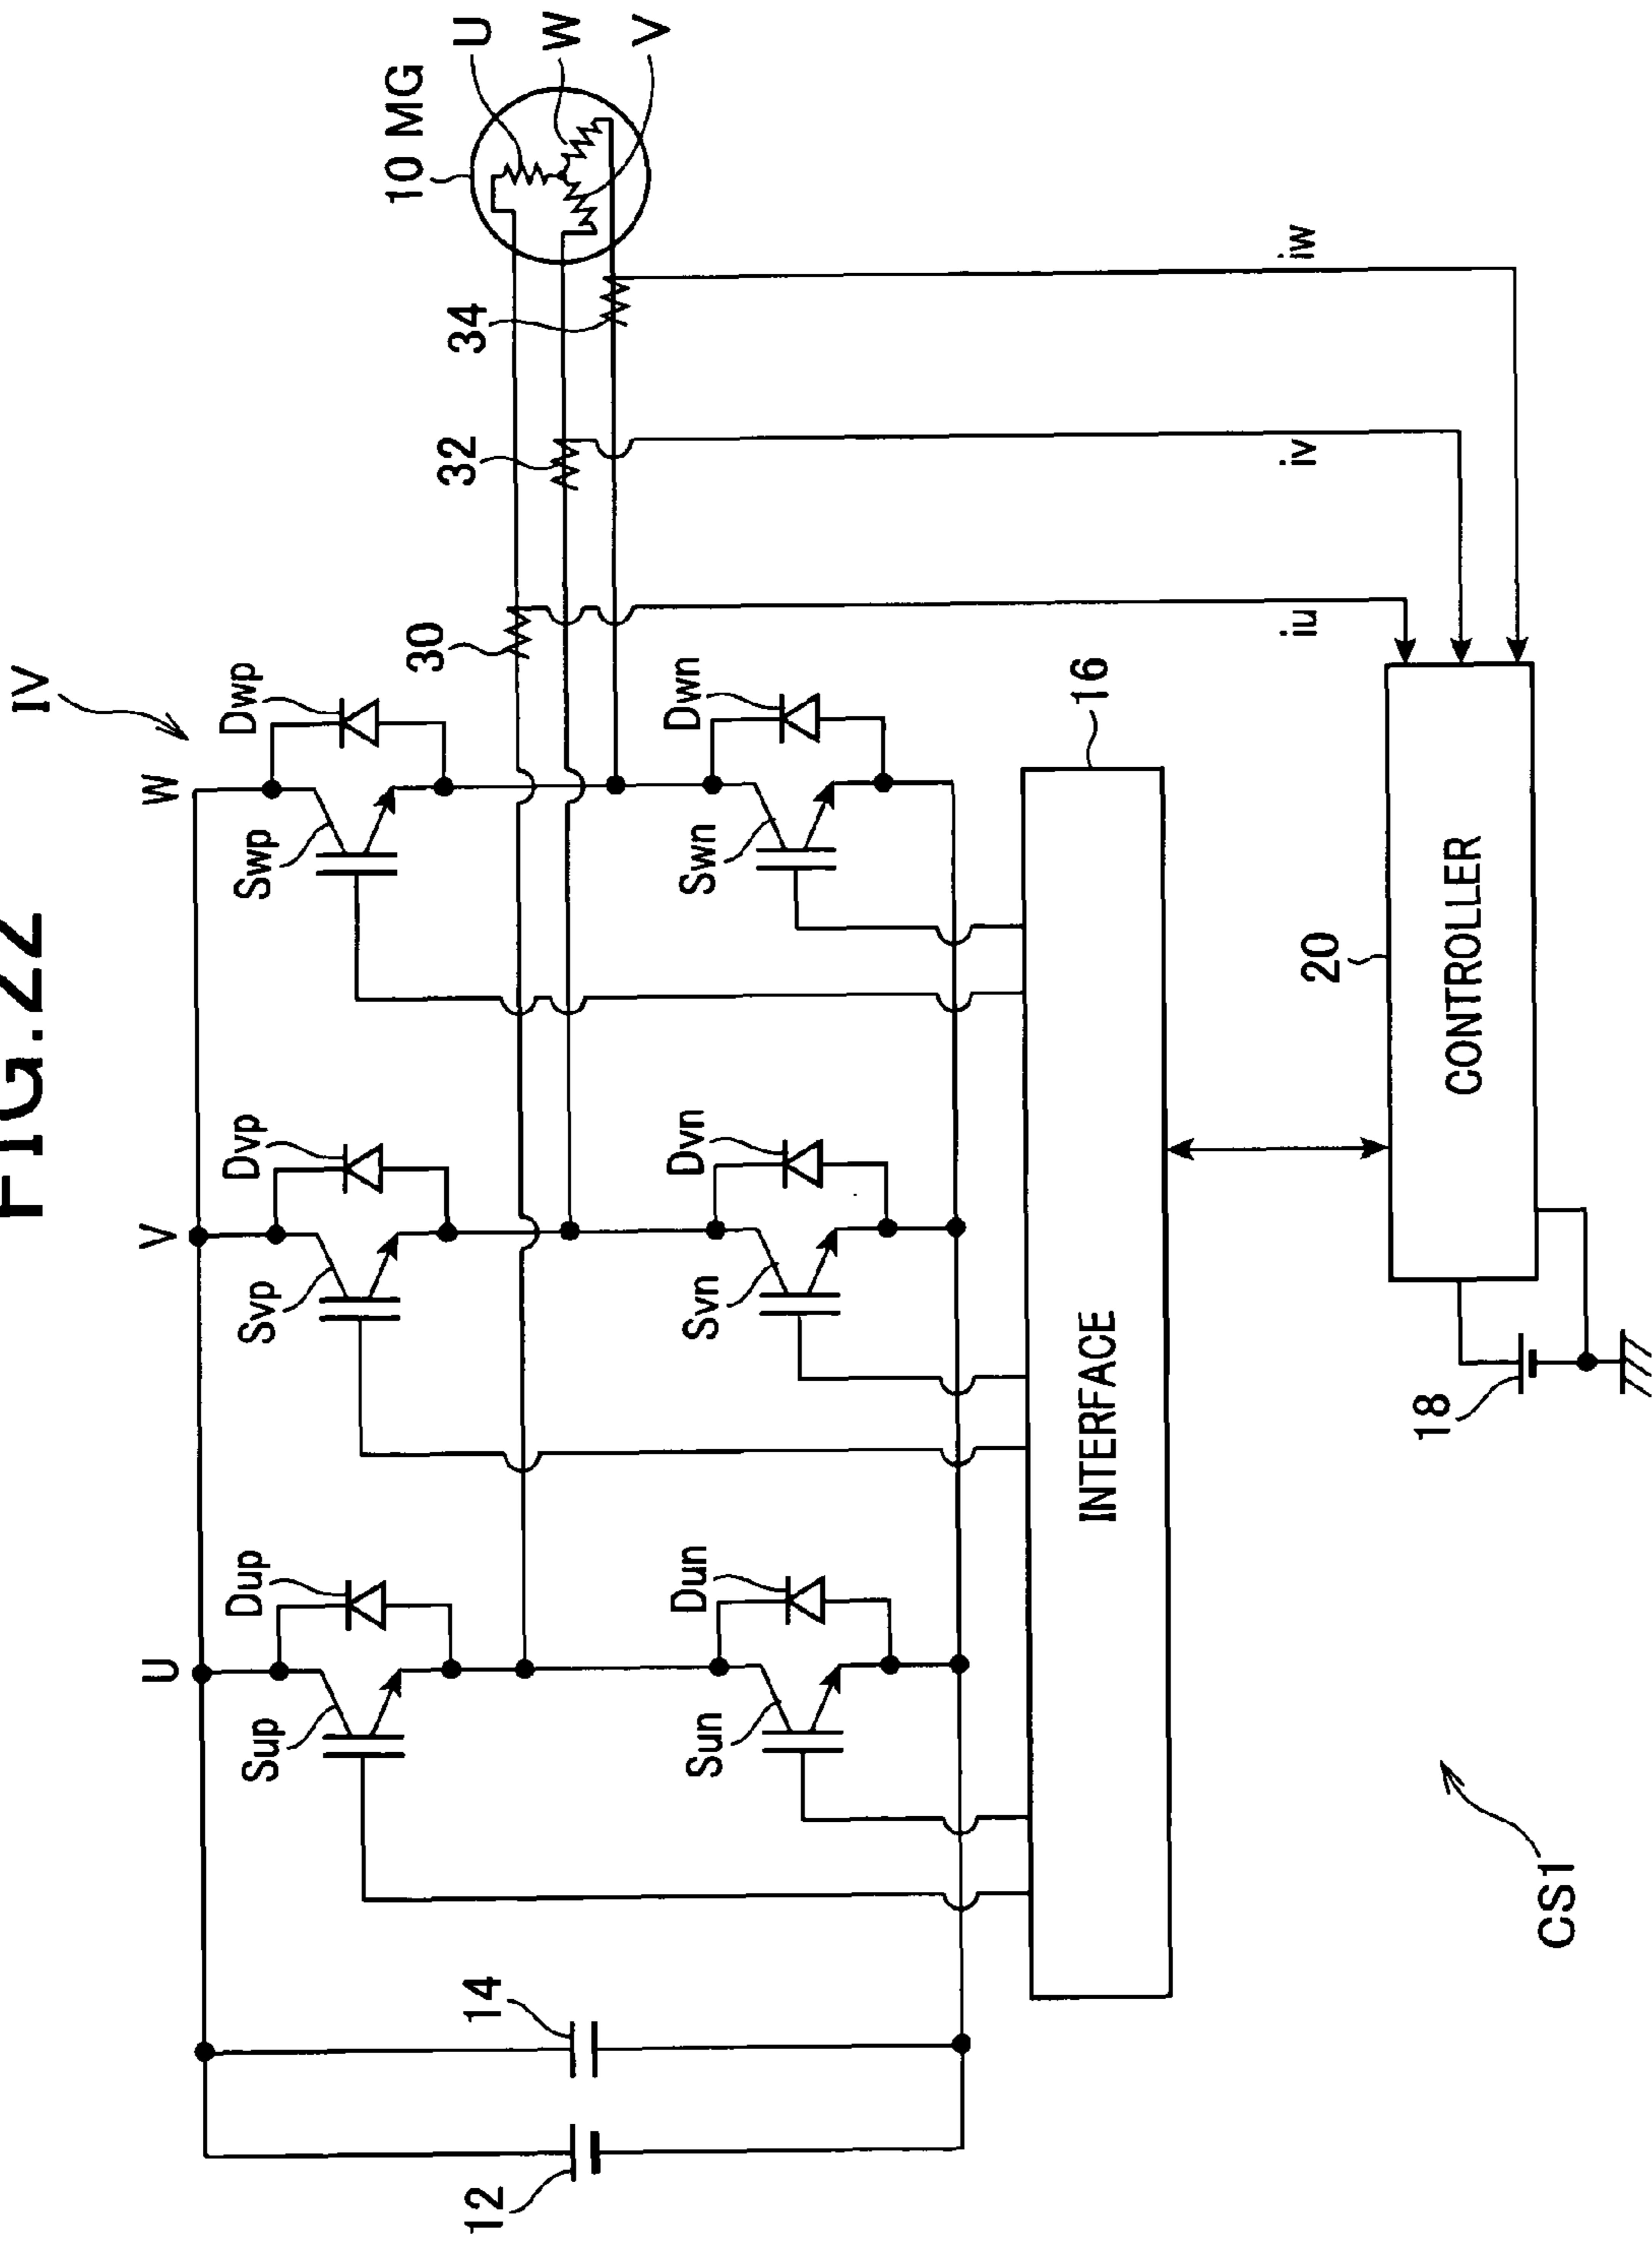 FIG.22
IV
U
V
W
Dup
Dvp
Dwp
Sup
Svp
Swp
10 MG
U
W
V
30
32
34
12
14
Dun
Dvn
Dwn
Sun
Svn
Swn
INTERFACE
16
iu
iv
iw
20
CONTROLLER
18
CS1